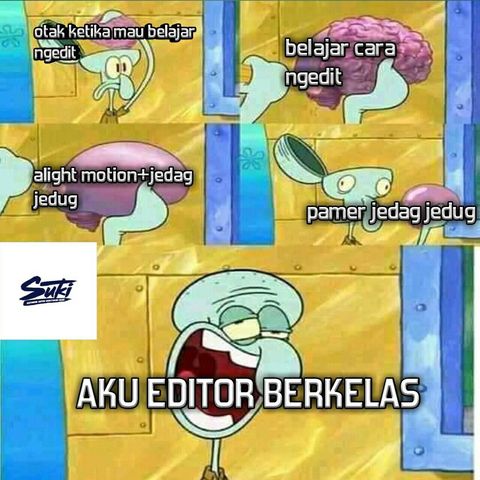 otak ketika mau belajar
ngedit
belajar cara
ngedit
alight motion+jedag
jedug
pamer jedag jedug
Suki
AKU EDITOR BERKELAS